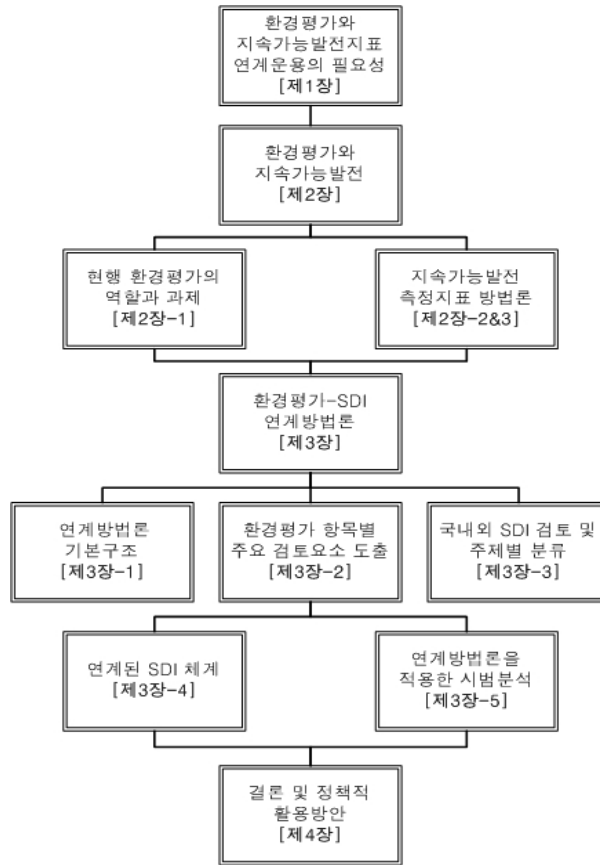 환경평가와
지속가능발전지표
연계운용의 필요성
[제1장]
환경평가와
지속가능발전
[제2장]
현행 환경평가의
역할과 과제
[제2장-1]
지속가능발전
측정지표 방법론
[제2장-2&3]
환경평가-SDI
연계방법론
[제3장]
연계방법론
기본구조
[제3장-1]
환경평가 항목별
주요 검토요소 도출
[제3장-2]
국내외 SDI 검토 및
주제별 분류
[제3장-3]
연계된 SDI 체계
[제3장-4]
연계방법론을
적용한 시범분석
[제3장-5]
결론 및 정책적
활용방안
[제4장]